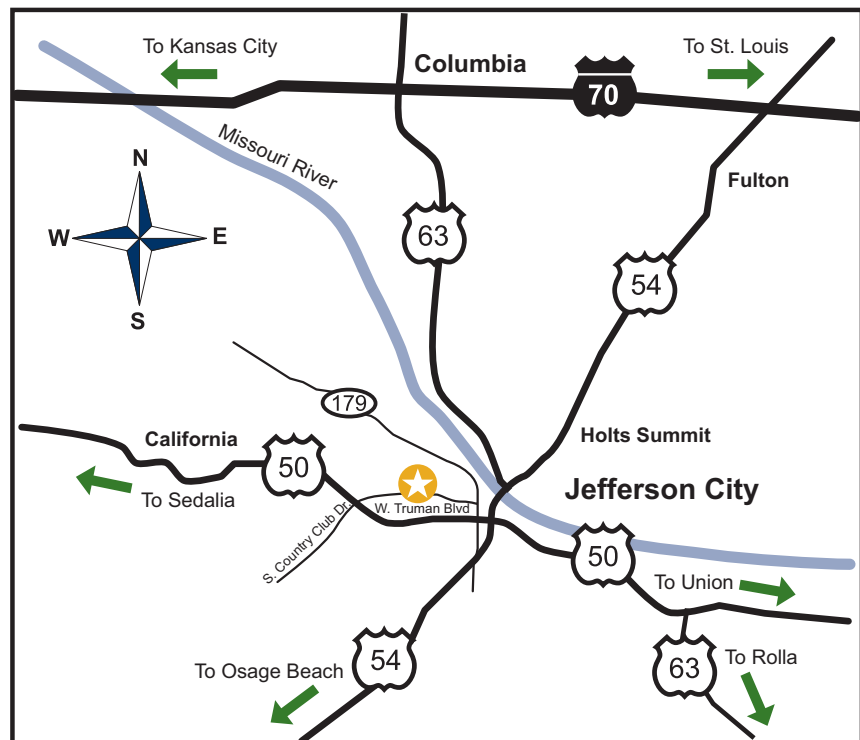 To Kansas City
To St. Louis
Columbia
70
Missouri River
Fulton
N
W
E
S
63
54
179
California
Holts Summit
50
Jefferson City
To Sedalia
W. Truman Blvd
S. Country Club Dr.
50
To Union
54
To Osage Beach
63
To Rolla